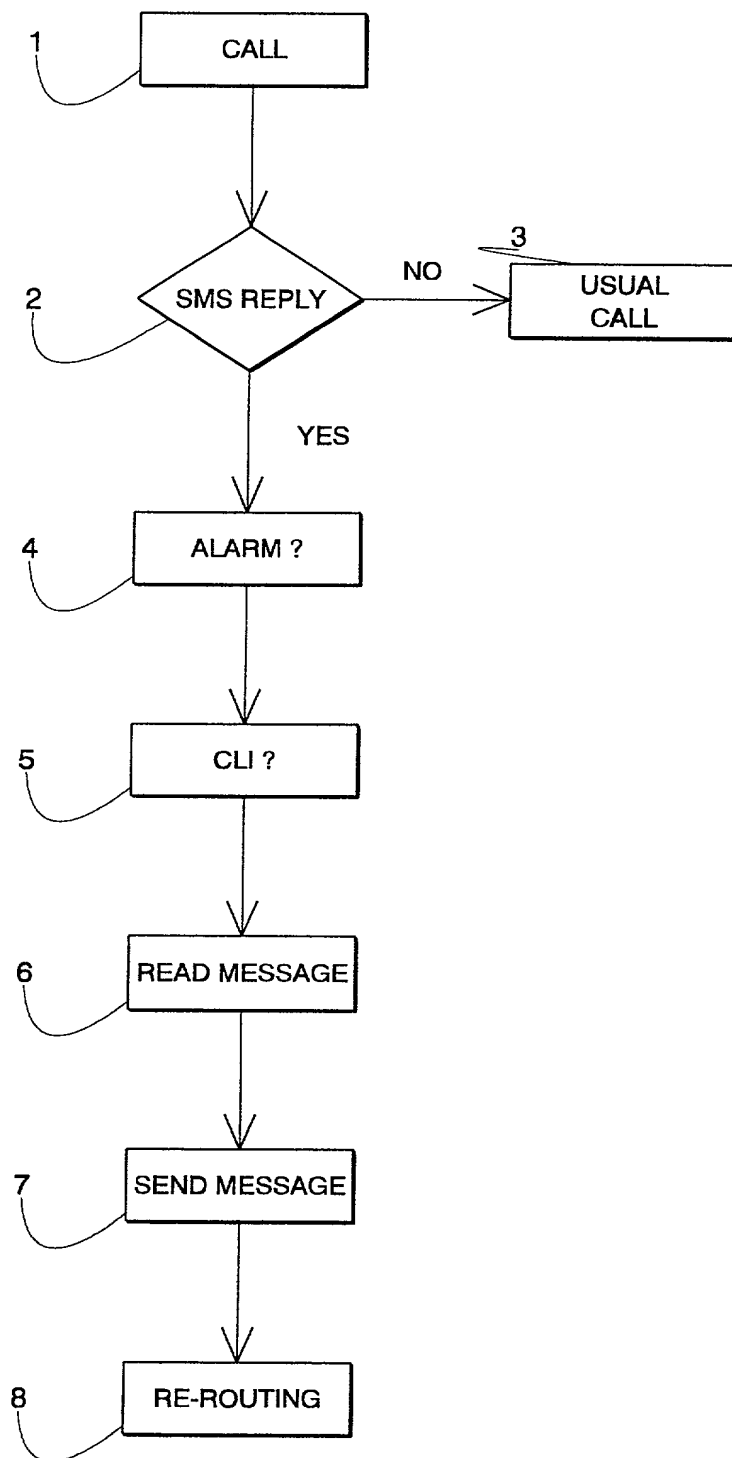 1
CALL
2
SMS REPLY
NO
3
USUAL
CALL
YES
4
ALARM ?
5
CLI ?
6
READ MESSAGE
7
SEND MESSAGE
8
RE-ROUTING